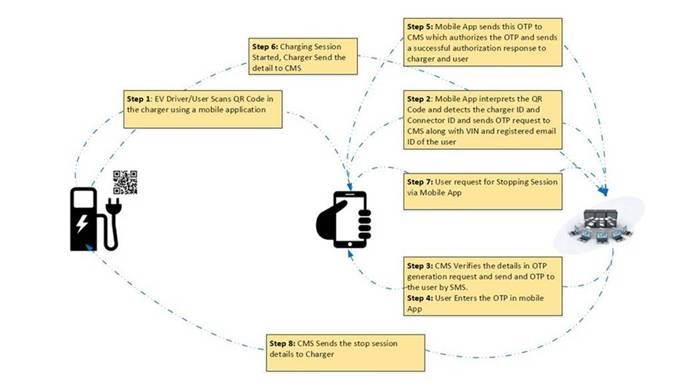 Step 5: Mobile App sends this OTP to
CMS which authorizes the OTP and sends
a successful authorization response to
charger and user
Step 6: Charging Session
Started, Charger Send the
detail to CMS
Step 1: EV Driver/User Scans QR Code in
the charger using a mobile application
Step 2: Mobile App interprets the QR
Code and detects the charger ID and
Connector ID and sends OTP request to
CMS along with VIN and registered email
ID of the user
Step 7: User request for Stopping Session
via Mobile App
Step 3: CMS Verifies the details in OTP
generation request and send and OTP to
the user by SMS.
Step 4: User Enters the OTP in mobile
App
Step 8: CMS Sends the stop session
details to Charger